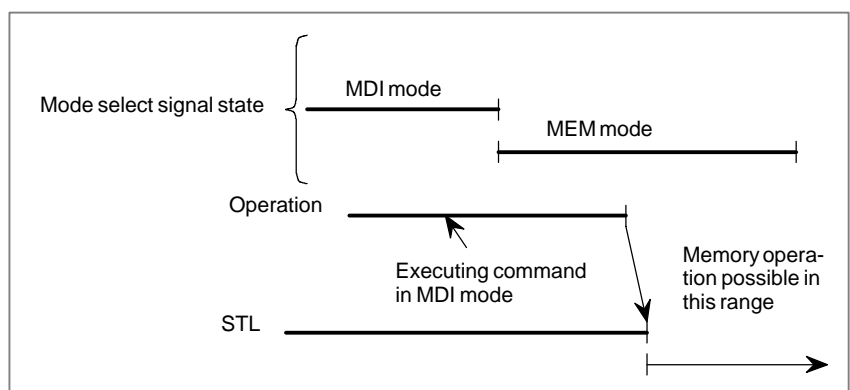 MDI mode
Mode select signal state
MEM mode
Operation
Executing command
in MDI mode
Memory opera-
tion possible in
this range
STL